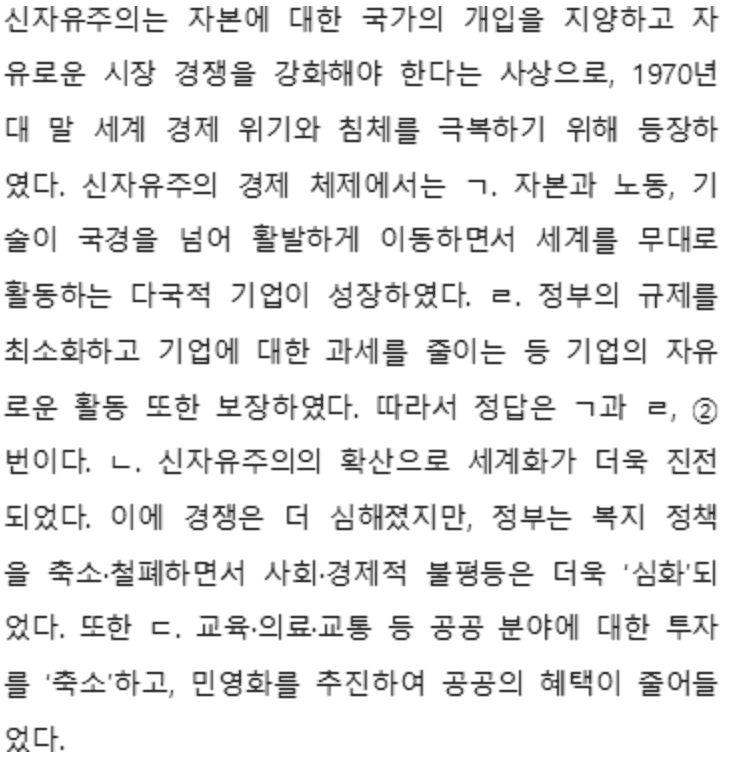 신자유주의는 자본에 대한 국가의 개입을 지양하고 자
유로운 시장 경쟁을 강화해야 한다는 사상으로, 1970년
대 말 세계 경제 위기와 침체를 극복하기 위해 등장하
였다. 신자유주의 경제 체제에서는 ㄱ. 자본과 노동, 기
술이 국경을 넘어 활발하게 이동하면서 세계를 무대로
활동하는 다국적 기업이 성장하였다. ㄹ. 정부의 규제를
최소화하고 기업에 대한 과세를 줄이는 등 기업의 자유
로운 활동 또한 보장하였다. 따라서 정답은 ㄱ과 ㄹ, ②
번이다. ㄴ. 신자유주의의 확산으로 세계화가 더욱 진전
되었다. 이에 경쟁은 더 심해졌지만, 정부는 복지 정책
을 축소·철폐하면서 사회·경제적 불평등은 더욱 '심화'되
었다. 또한 ㄷ. 교육·의료·교통 등 공공 분야에 대한 투자
를 '축소'하고, 민영화를 추진하여 공공의 혜택이 줄어들
었다.